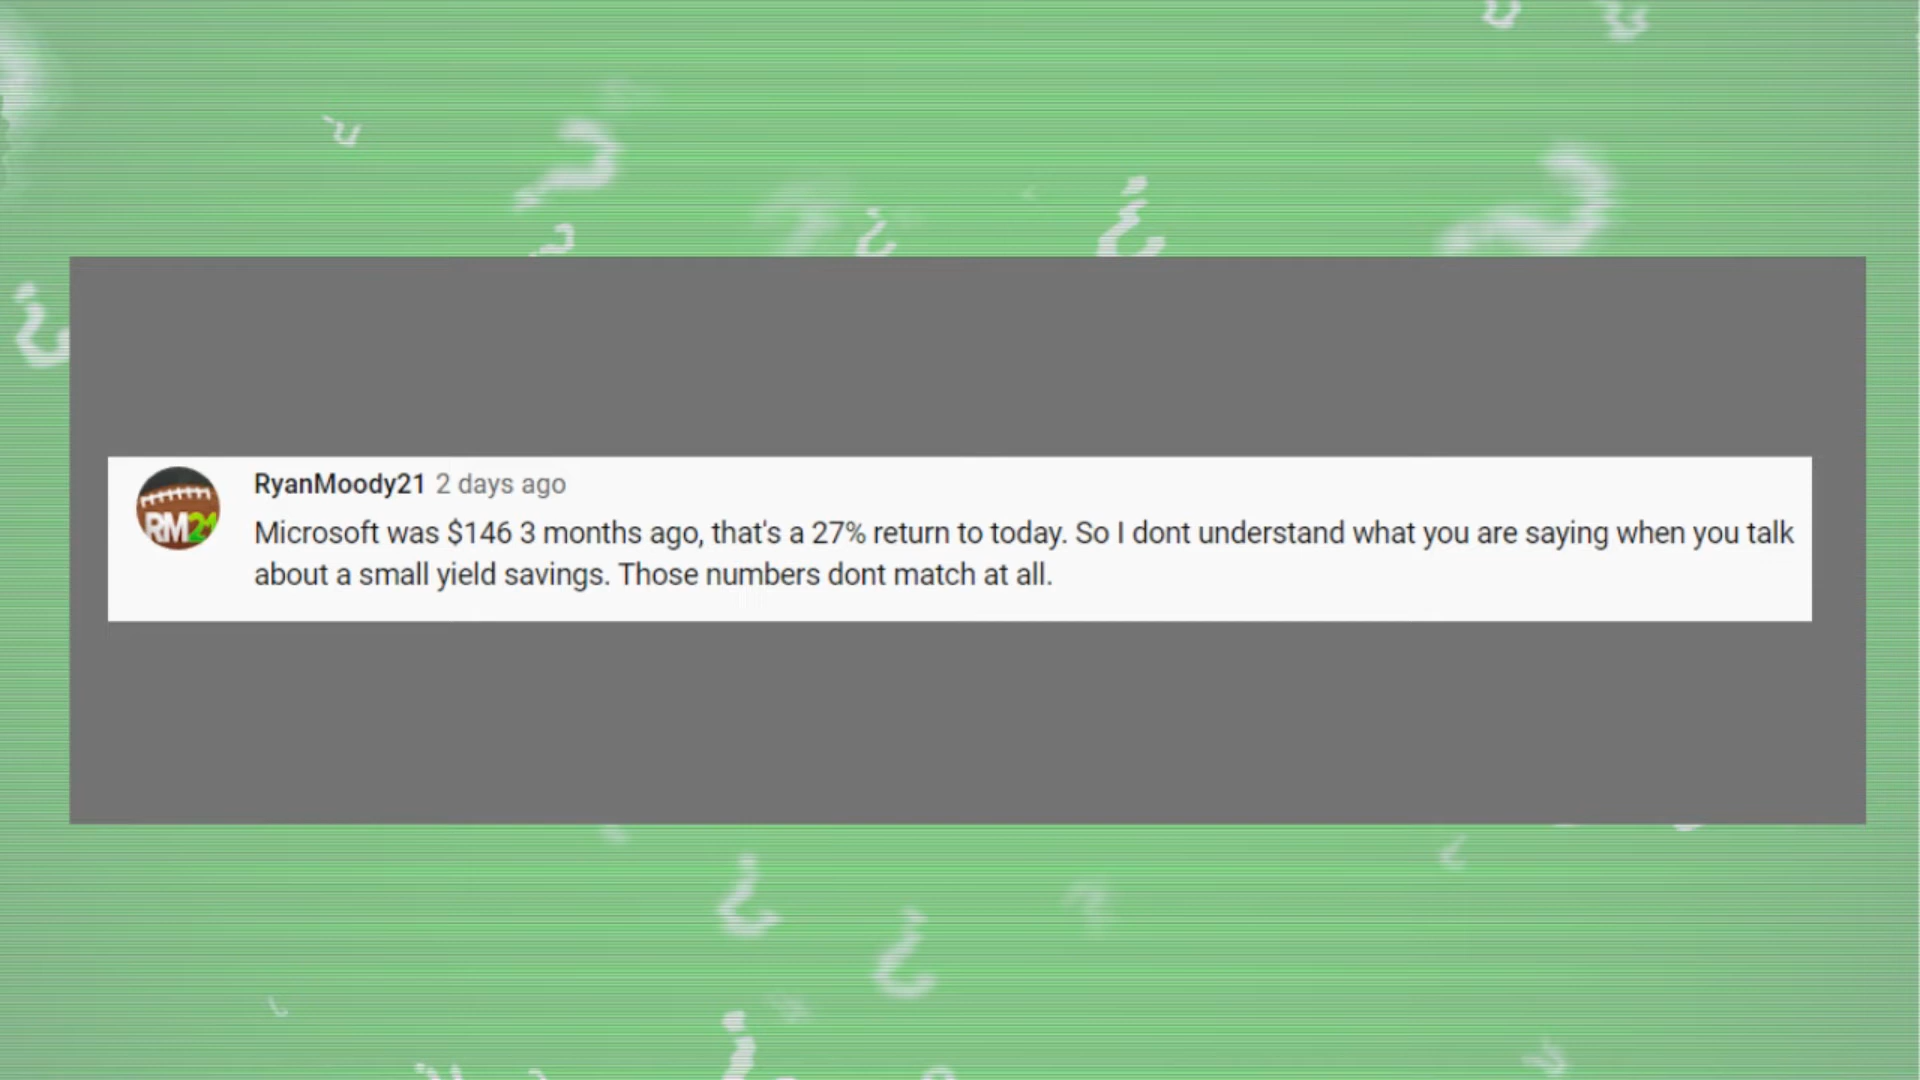 RyanMoody21 2 days ago
RM21
Microsoft was $146 3 months ago, that's a 27% return to today. So I dont understand what you are saying when you talk
about a small yield savings. Those numbers dont match at all.